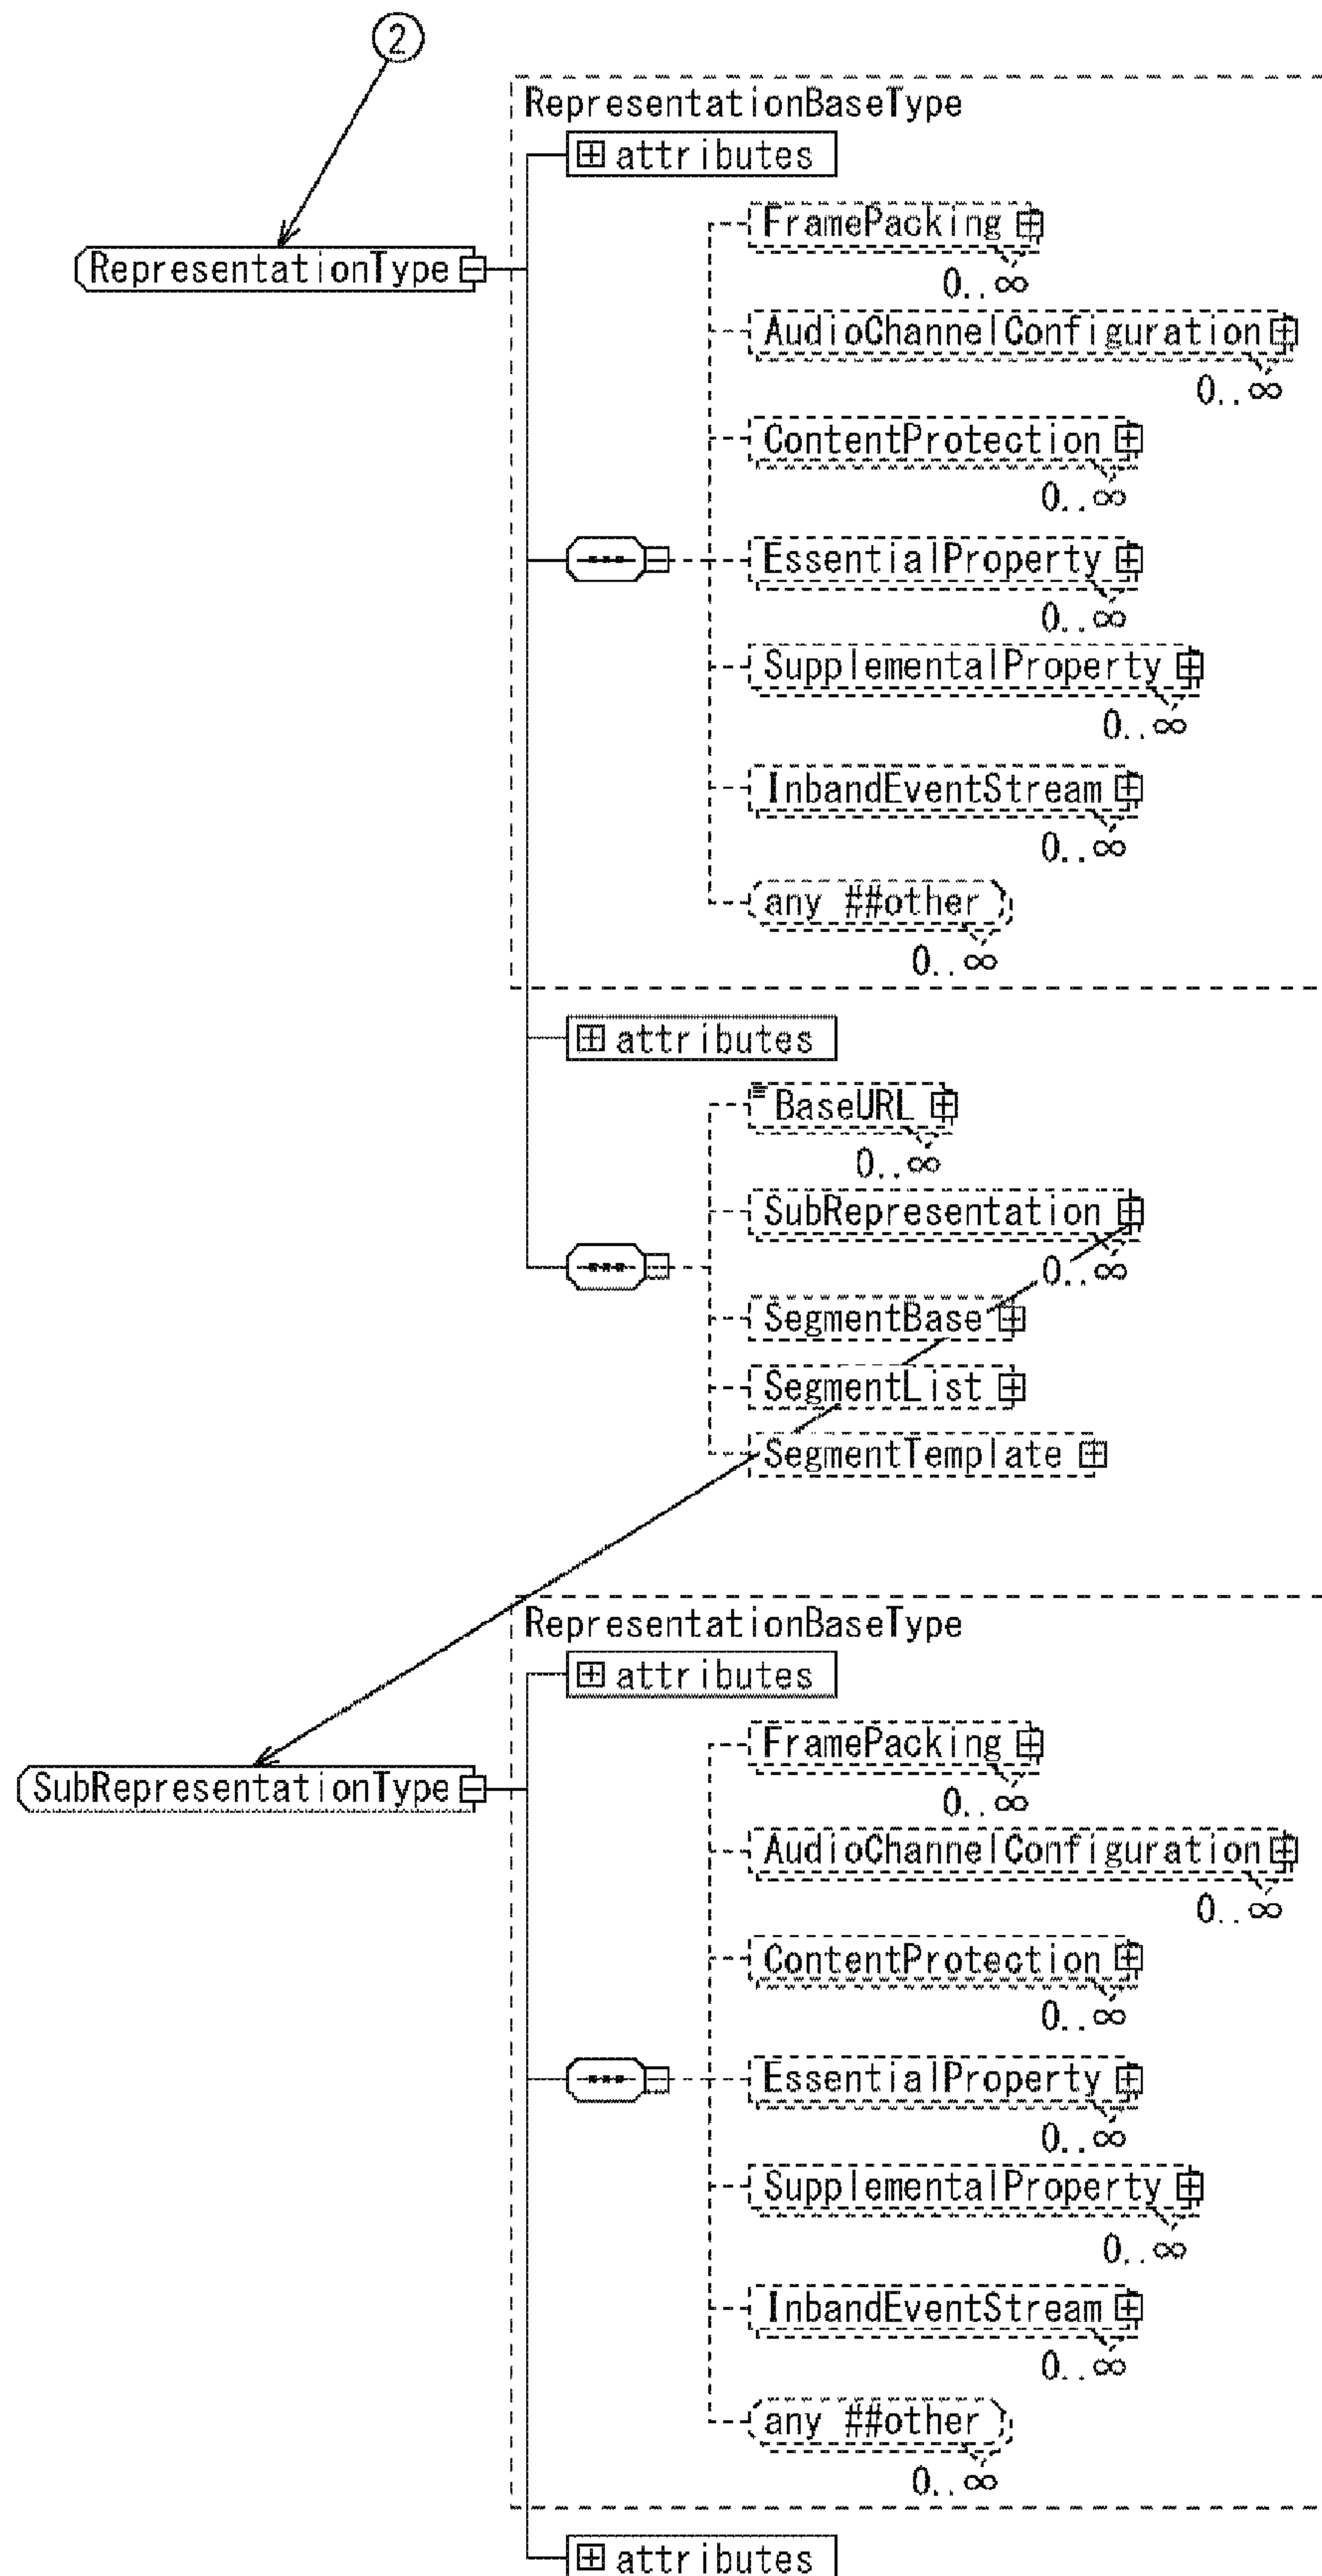 2
RepresentationBaseType
attributes
FramePacking
RepresentationType
0..∞
AudioChannelConfiguration
0..∞
ContentProtection
0..∞
EssentialProperty
0..∞
SupplementalProperty
0..∞
InbandEventStream
0..∞
any ##other
0..∞
attributes
BaseURL
0..∞
SubRepresentation
0..∞
SegmentBase
SegmentList
SegmentTemplate
RepresentationBaseType
attributes
FramePacking
SubRepresentationType
0..∞
AudioChannelConfiguration
0..∞
ContentProtection
0..∞
EssentialProperty
0..∞
SupplementalProperty
0..∞
InbandEventStream
0..∞
any ##other
0..∞
attributes